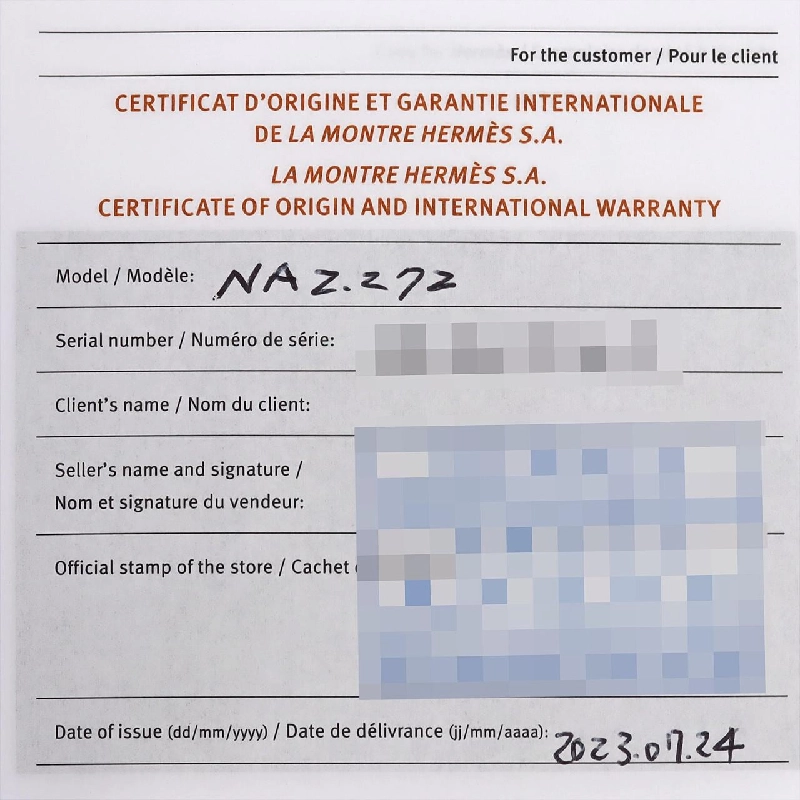 For the customer / Pour le client
CERTIFICAT D'ORIGINE ET GARANTIE INTERNATIONALE
DE LA MONTRE HERMÈS S.A.
LA MONTRE HERMÈS S.A.
CERTIFICATE OF ORIGIN AND INTERNATIONAL WARRANTY
Model / Modèle: NA2.272
Serial number / Numéro de série:
Client's name / Nom du client:
Seller's name and signature /
Nom et signature du vendeur:
Official stamp of the store / Cachet
Date of issue (dd/mm/yyyy) / Date de délivrance (jj/mm/aaaa): 2023.07.24